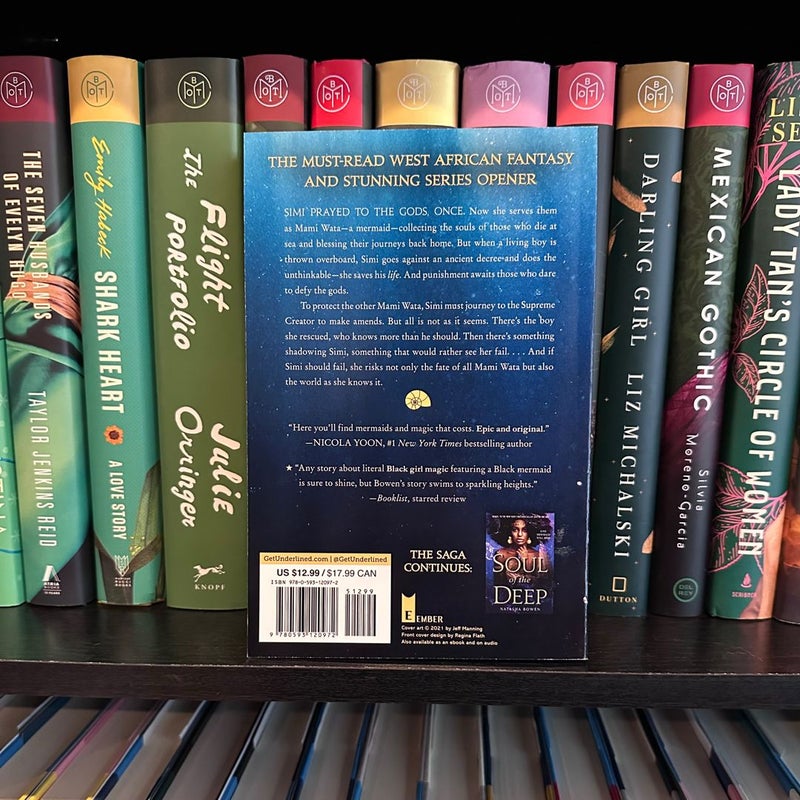 THE SEVEN HUSBANDS
OF EVELYN HUGO
TAYLOR JENKINS REID
Emily Habeck
SHARK HEART
A LOVE STORY
The Flight
PORTFOLIO
Julie
Orringer
KNOPF
THE MUST-READ WEST AFRICAN FANTASY
AND STUNNING SERIES OPENER
SIMI PRAYED TO THE GODS, ONCE. Now she serves them
as Mami Wata—a mermaid—collecting the souls of those who die at
sea and blessing their journeys back home. But when a living boy is
thrown overboard, Simi goes against an ancient decree and does the
unthinkable—she saves his life. And punishment awaits those who dare
to defy the gods.
To protect the other Mami Wata, Simi must journey to the Supreme
Creator to make amends. But all is not as it seems. There's the boy
she rescued, who knows more than he should. Then there's something
shadowing Simi, something that would rather see her fail. . . . And if
Simi should fail, she risks not only the fate of all Mami Wata but also
the world as she knows it.
"Here you'll find mermaids and magic that costs. Epic and original."
—NICOLA YOON, #1 New York Times bestselling author
★ "Any story about literal Black girl magic featuring a Black mermaid
is sure to shine, but Bowen's story swims to sparkling heights."
—Booklist, starred review
GetUnderlined.com | @GetUnderlined
US $12.99 / $17.99 CAN
ISBN 978-0-593-12097-2
51299
9 780593 120972
THE SAGA
CONTINUES:
SOUL
of the
DEEP
NATASHA BOWEN
EMBER
Cover art © 2021 by Jeff Manning
Front cover design by Regina Flath
Also available as an ebook and on audio
DARLING GIRL
LIZ MICHALSKI
DUTTON
MEXICAN GOTHIC
Silvia
Moreno-Garcia
DEL REY
LADY TAN'S CIRCLE OF WOMEN
SCRIBNER